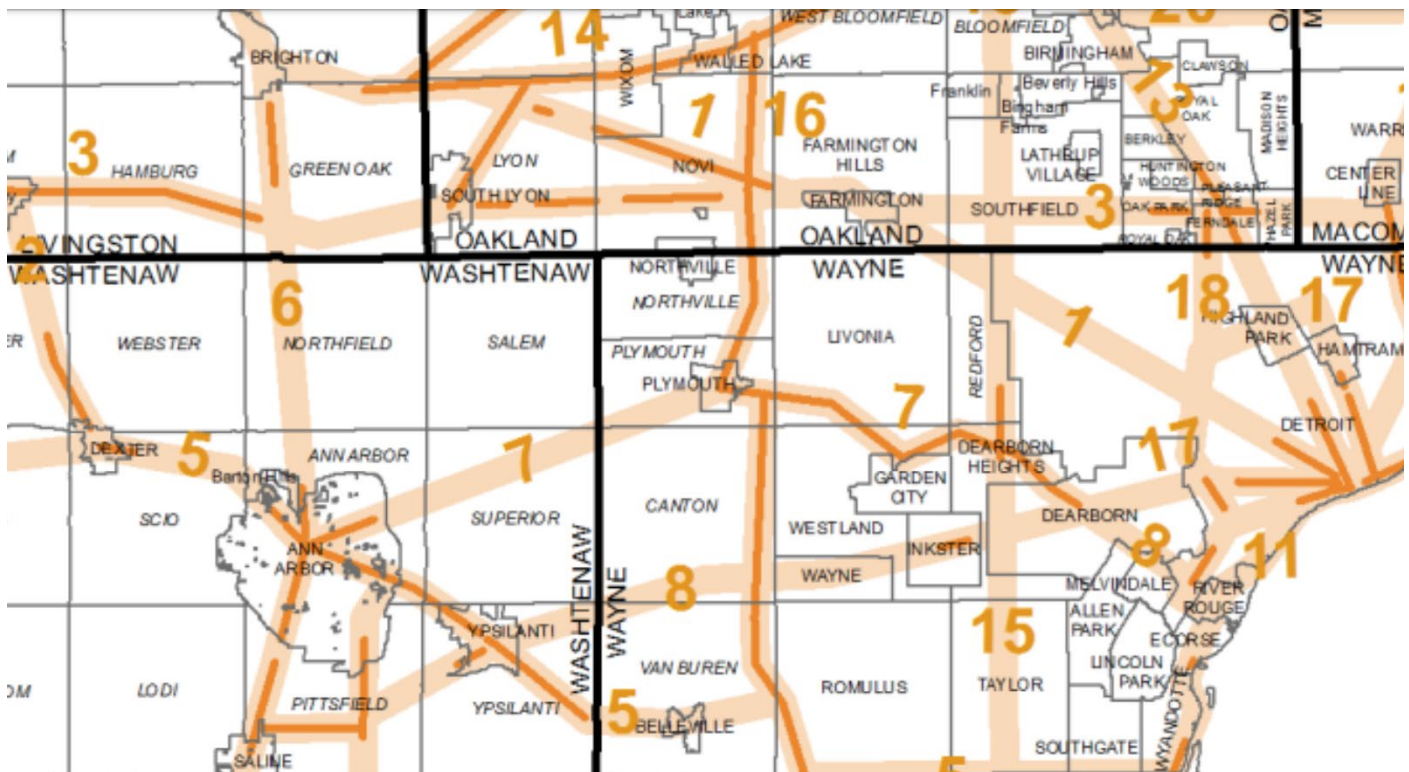 WEST BLOOMFIELD
BLOOMFIELD
14
BRIGHTON
WALLED LAKE
BIRMINGHAM
CLAWSON
WIXOM
Franklin
Beverly Hills
13
Bingham
Farms
ROYAL
OAK
MADISON
HEIGHTS
1
16
3
HAMBURG
GREEN OAK
LYON
NOVI
FARMINGTON
HILLS
LATHRUP
VILLAGE
BERKLEY
HUNTINGTON
WOODS
CENTER
LINE
SOUTH LYON
FARMINGTON
SOUTHFIELD
3
OAK PARK
PLEASANT
RIDGE
FERNDALE
HAZEL
PARK
ROYAL OAK
LIVINGSTON
OAKLAND
OAKLAND
MACOM
WASHTENAW
WASHTENAW
WAYNE
WAYNE
2
6
NORTHVILLE
NORTHVILLE
18
17
1
HIGHLAND
PARK
HAMTRAM
WEBSTER
NORTHFIELD
SALEM
PLYMOUTH
LIVONIA
REDFORD
PLYMOUTH
7
DETROIT
DEXTER
5
ANN ARBOR
7
DEARBORN
HEIGHTS
17
Barton Hills
GARDEN
CITY
SCIO
SUPERIOR
CANTON
WESTLAND
DEARBORN
ANN
ARBOR
WASHTENAW
WAYNE
8
WAYNE
INKSTER
8
11
MELVINDALE
RIVER
ROUGE
ALLEN
PARK
ECORSE
YPSILANTI
15
LINCOLN
PARK
LODI
PITTSFIELD
YPSILANTI
VAN BUREN
ROMULUS
TAYLOR
WYANDOTTE
5
BELLEVILLE
SALINE
SOUTHGATE